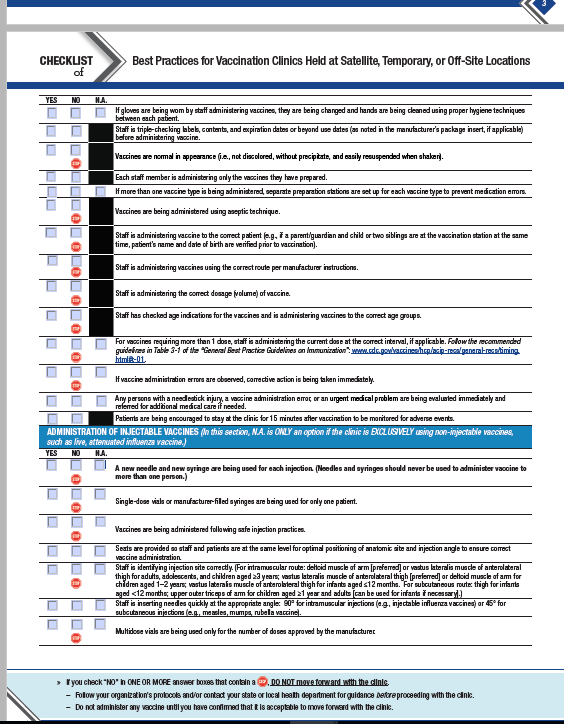 3
CHECKLIST
of
Best Practices for Vaccination Clinics Held at Satellite, Temporary, or Off-Site Locations
YES NO N.A.
If gloves are being worn by staff administering vaccines, they are being changed and hands are being cleaned using proper hygiene techniques
between each patient.
Staff is triple-checking labels, contents, and expiration dates or beyond use dates (as noted in the manufacturer's package insert, if applicable)
before administering vaccine.
Vaccines are normal in appearance (i.e., not discolored, without precipitate, and easily resuspended when shaken).
STOP
Each staff member is administering only the vaccines they have prepared.
If more than one vaccine type is being administered, separate preparation stations are set up for each vaccine type to prevent medication errors.
Vaccines are being administered using aseptic technique.
STOP
Staff is administering vaccine to the correct patient (e.g., if a parent/guardian and child or two siblings are at the vaccination station at the same
time, patient's name and date of birth are verified prior to vaccination).
STOP
Staff is administering vaccines using the correct route per manufacturer instructions.
STOP
Staff is administering the correct dosage (volume) of vaccine.
STOP
Staff has checked age indications for the vaccines and is administering vaccines to the correct age groups.
STOP
For vaccines requiring more than 1 dose, staff is administering the current dose at the correct interval, if applicable. Follow the recommended
guidelines in Table 3-1 of the "General Best Practice Guidelines on Immunization": www.cdc.gov/vaccines/hcp/acip-recs/general-recs/timing.
html#t-01.
STOP
If vaccine administration errors are observed, corrective action is being taken immediately.
STOP
Any persons with a needlestick injury, a vaccine administration error, or an urgent medical problem are being evaluated immediately and
referred for additional medical care if needed.
Patients are being encouraged to stay at the clinic for 15 minutes after vaccination to be monitored for adverse events.
ADMINISTRATION OF INJECTABLE VACCINES (In this section, N.A. is ONLY an option if the clinic is EXCLUSIVELY using non-injectable vaccines,
such as live, attenuated influenza vaccine.)
YES NO N.A.
A new needle and new syringe are being used for each injection. (Needles and syringes should never be used to administer vaccine to
more than one person.)
STOP
Single-dose vials or manufacturer-filled syringes are being used for only one patient.
STOP
Vaccines are being administered following safe injection practices.
STOP
Seats are provided so staff and patients are at the same level for optimal positioning of anatomic site and injection angle to ensure correct
vaccine administration.
Staff is identifying injection site correctly. (For intramuscular route: deltoid muscle of arm [preferred] or vastus lateralis muscle of anterolateral
thigh for adults, adolescents, and children aged ≥3 years; vastus lateralis muscle of anterolateral thigh [preferred] or deltoid muscle of arm for
children aged 1–2 years; vastus lateralis muscle of anterolateral thigh for infants aged ≤12 months. For subcutaneous route: thigh for infants
aged <12 months; upper outer triceps of arm for children aged ≥1 year and adults [can be used for infants if necessary].)
STOP
Staff is inserting needles quickly at the appropriate angle: 90° for intramuscular injections (e.g., injectable influenza vaccines) or 45° for
subcutaneous injections (e.g., measles, mumps, rubella vaccine).
Multidose vials are being used only for the number of doses approved by the manufacturer.
STOP
» If you check "NO" in ONE OR MORE answer boxes that contain a STOP, DO NOT move forward with the clinic.
– Follow your organization's protocols and/or contact your state or local health department for guidance before proceeding with the clinic.
– Do not administer any vaccine until you have confirmed that it is acceptable to move forward with the clinic.